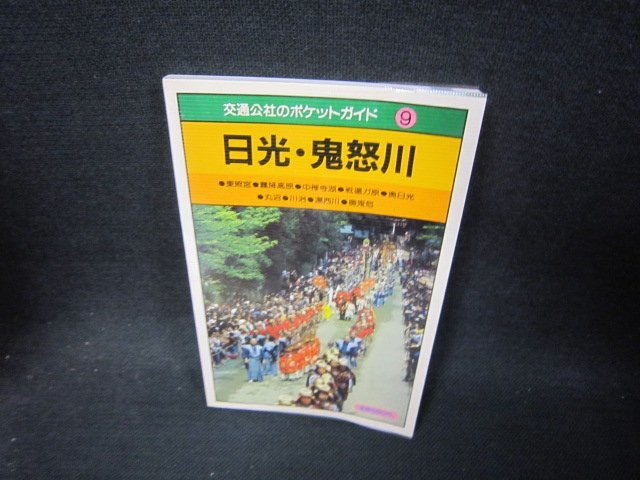 交通公社のポケットガイド 9
日光・鬼怒川
●東照宮●霧降高原●中禅寺湖●戦場ガ原●奥日光
●丸沼●川治●湯西川●奥鬼怒